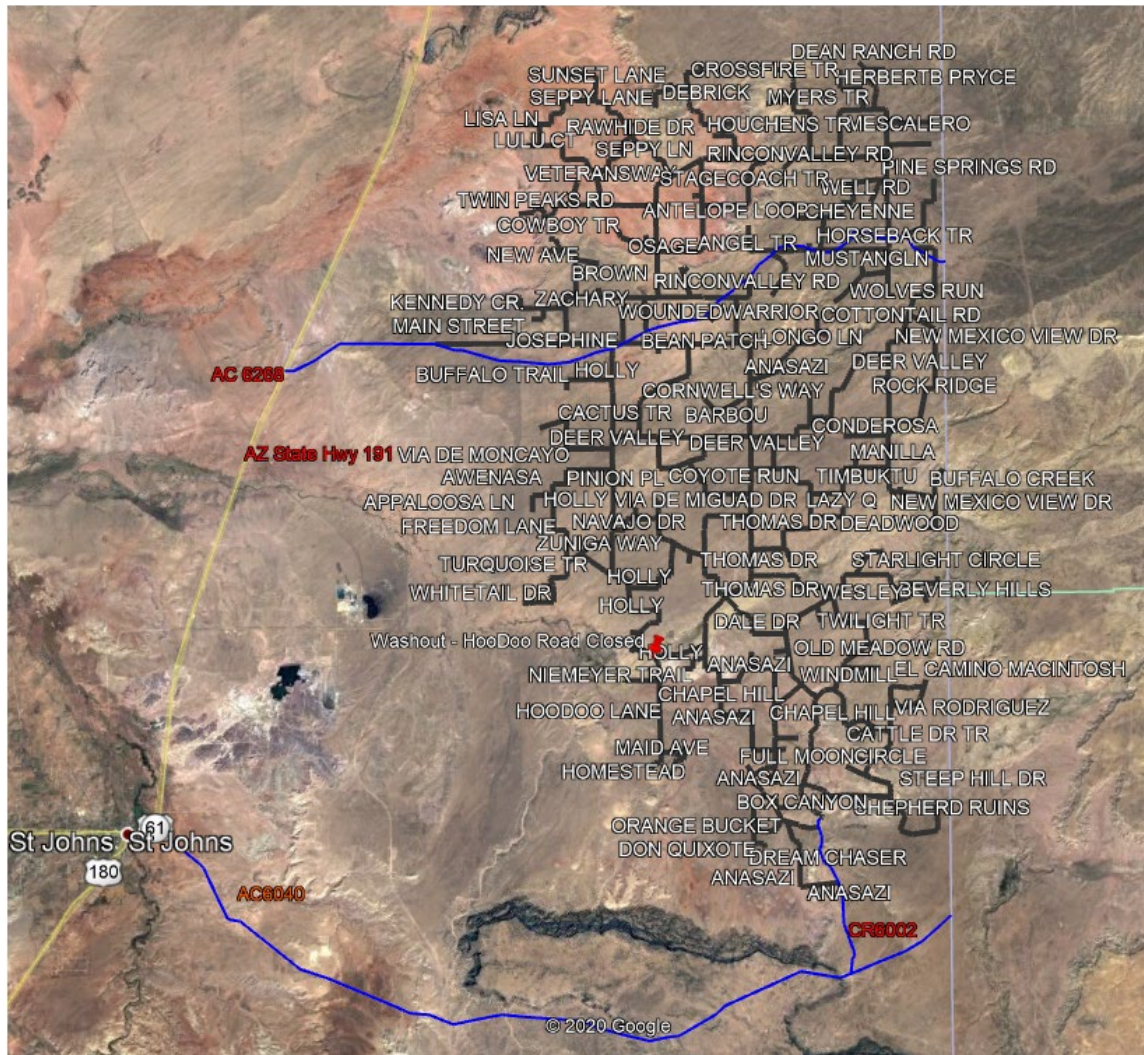 DEAN RANCH RD
CROSSFIRE TR
SUNSET LANE
HERBERTB PRYCE
DEBRICK
SEPPY LANE
MYERS TR
LISA LN
RAWHIDE DR
HOUCHENS TR
MESCALERO
LULU CT
SEPPY LN
RINCONVALLEY RD
PINE SPRINGS RD
VETERANSWAY
STAGECOACH TR
WELL RD
TWIN PEAKS RD
ANTELOPE LOOP
CHEYENNE
COWBOY TR
OSAGE
ANGEL TR
HORSEBACK TR
NEW AVE
MUSTANGLN
BROWN
RINCONVALLEY RD
WOLVES RUN
KENNEDY CR.
ZACHARY
WOUNDEDWARRIOR
COTTONTAIL RD
MAIN STREET
JOSEPHINE
BEAN PATCH
LONGO LN
NEW MEXICO VIEW DR
AC 6268
BUFFALO TRAIL
HOLLY
ANASAZI
DEER VALLEY
CORNWELL'S WAY
ROCK RIDGE
CACTUS TR
BARBOU
CONDEROSA
DEER VALLEY
DEER VALLEY
AZ State Hwy 191
VIA DE MONCAYO
MANILLA
AWENASA
PINION PL
COYOTE RUN
TIMBUKTU
BUFFALO CREEK
APPALOOSA LN
HOLLY
VIA DE MIGUAD DR
LAZY Q
NEW MEXICO VIEW DR
FREEDOM LANE
NAVAJO DR
THOMAS DR
DEADWOOD
ZUNIGA WAY
TURQUOISE TR
THOMAS DR
STARLIGHT CIRCLE
HOLLY
WHITETAIL DR
THOMAS DR
WESLEY
BEVERLY HILLS
HOLLY
DALE DR
TWILIGHT TR
Washout - HooDoo Road Closed
HOLLY
OLD MEADOW RD
ANASAZI
NIEMEYER TRAIL
WINDMILL
EL CAMINO MACINTOSH
CHAPEL HILL
HOODOO LANE
ANASAZI
CHAPEL HILL
VIA RODRIGUEZ
CATTLE DR TR
MAID AVE
FULL MOONCIRCLE
HOMESTEAD
ANASAZI
STEEP HILL DR
BOX CANYON
SHEPHERD RUINS
ORANGE BUCKET
61
St Johns, St Johns
DON QUIXOTE
DREAM CHASER
180
ANASAZI
ANASAZI
AC6040
CR6002
© 2020 Google